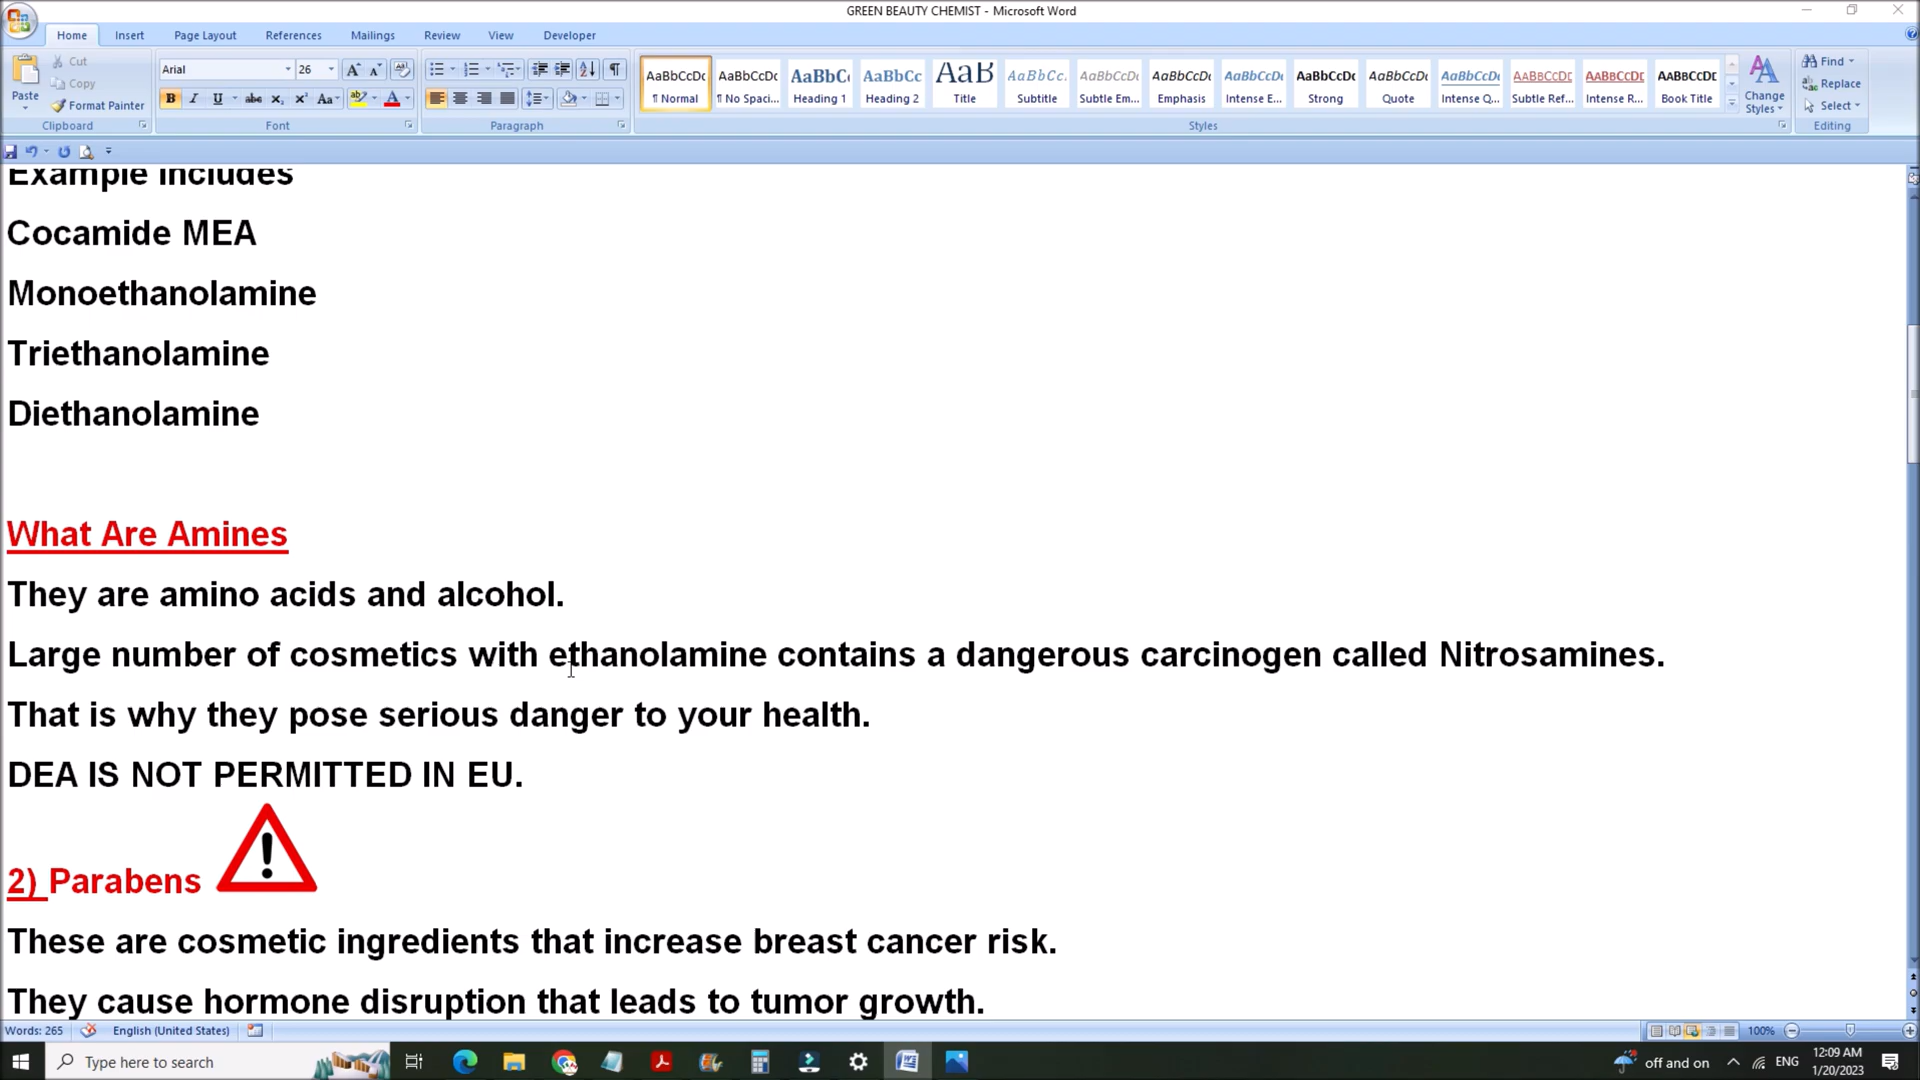 GREEN BEAUTY CHEMIST - Microsoft Word
Home Insert Page Layout References Mailings Review View Developer
Paste Cut Copy Format Painter
Arial 26
AaBbCcDc AaBbCcDc AaBbC AaBbCc AaB AaBbCc. AaBbCcDc AaBbCcDc AaBbCcDc AaBbCcDc AaBbCcDc AaBbCcDc AABBCCDD AABBCCDD AABBCCDD
¶ Normal ¶ No Spaci... Heading 1 Heading 2 Title Subtitle Subtle Em... Emphasis Intense E... Strong Quote Intense Q... Subtle Ref... Intense R... Book Title
Change Styles
Find
Replace
Select
Clipboard Font Paragraph Styles Editing
Example includes
Cocamide MEA
Monoethanolamine
Triethanolamine
Diethanolamine
What Are Amines
They are amino acids and alcohol.
Large number of cosmetics with ethanolamine contains a dangerous carcinogen called Nitrosamines.
That is why they pose serious danger to your health.
DEA IS NOT PERMITTED IN EU.
2) Parabens
These are cosmetic ingredients that increase breast cancer risk.
They cause hormone disruption that leads to tumor growth.
Words: 265 English (United States) 100%
Type here to search
off and on ENG 12:09 AM
1/20/2023